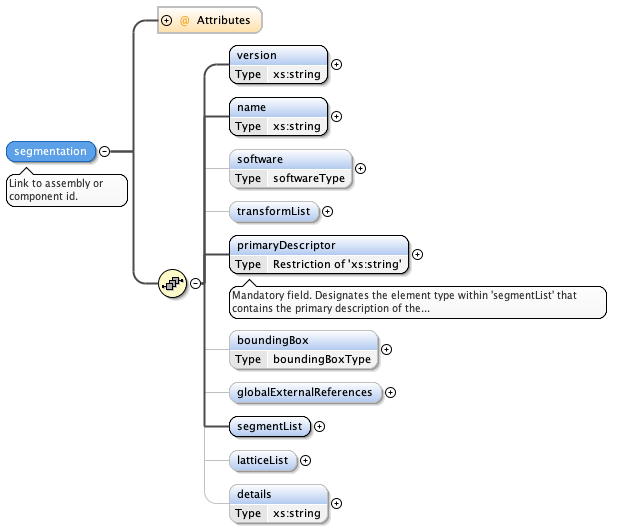 @ Attributes
version
Type xs:string
name
Type xs:string
segmentation
Link to assembly or
component id.
software
Type softwareType
transformList
primaryDescriptor
Type Restriction of 'xs:string'
Mandatory field. Designates the element type within 'segmentList' that
contains the primary description of the...
boundingBox
Type boundingBoxType
globalExternalReferences
segmentList
latticeList
details
Type xs:string